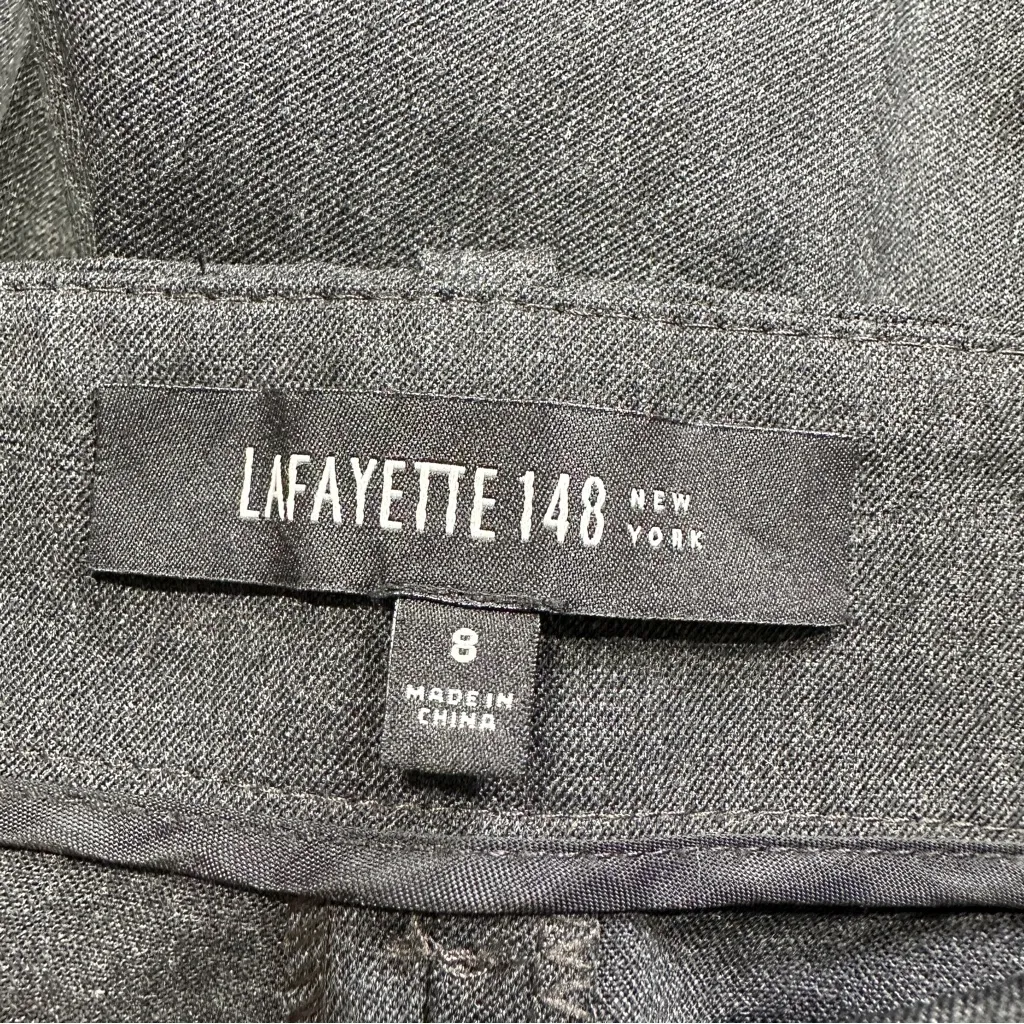 LAFAYETTE 148 NEW YORK
8
MADE IN
CHINA